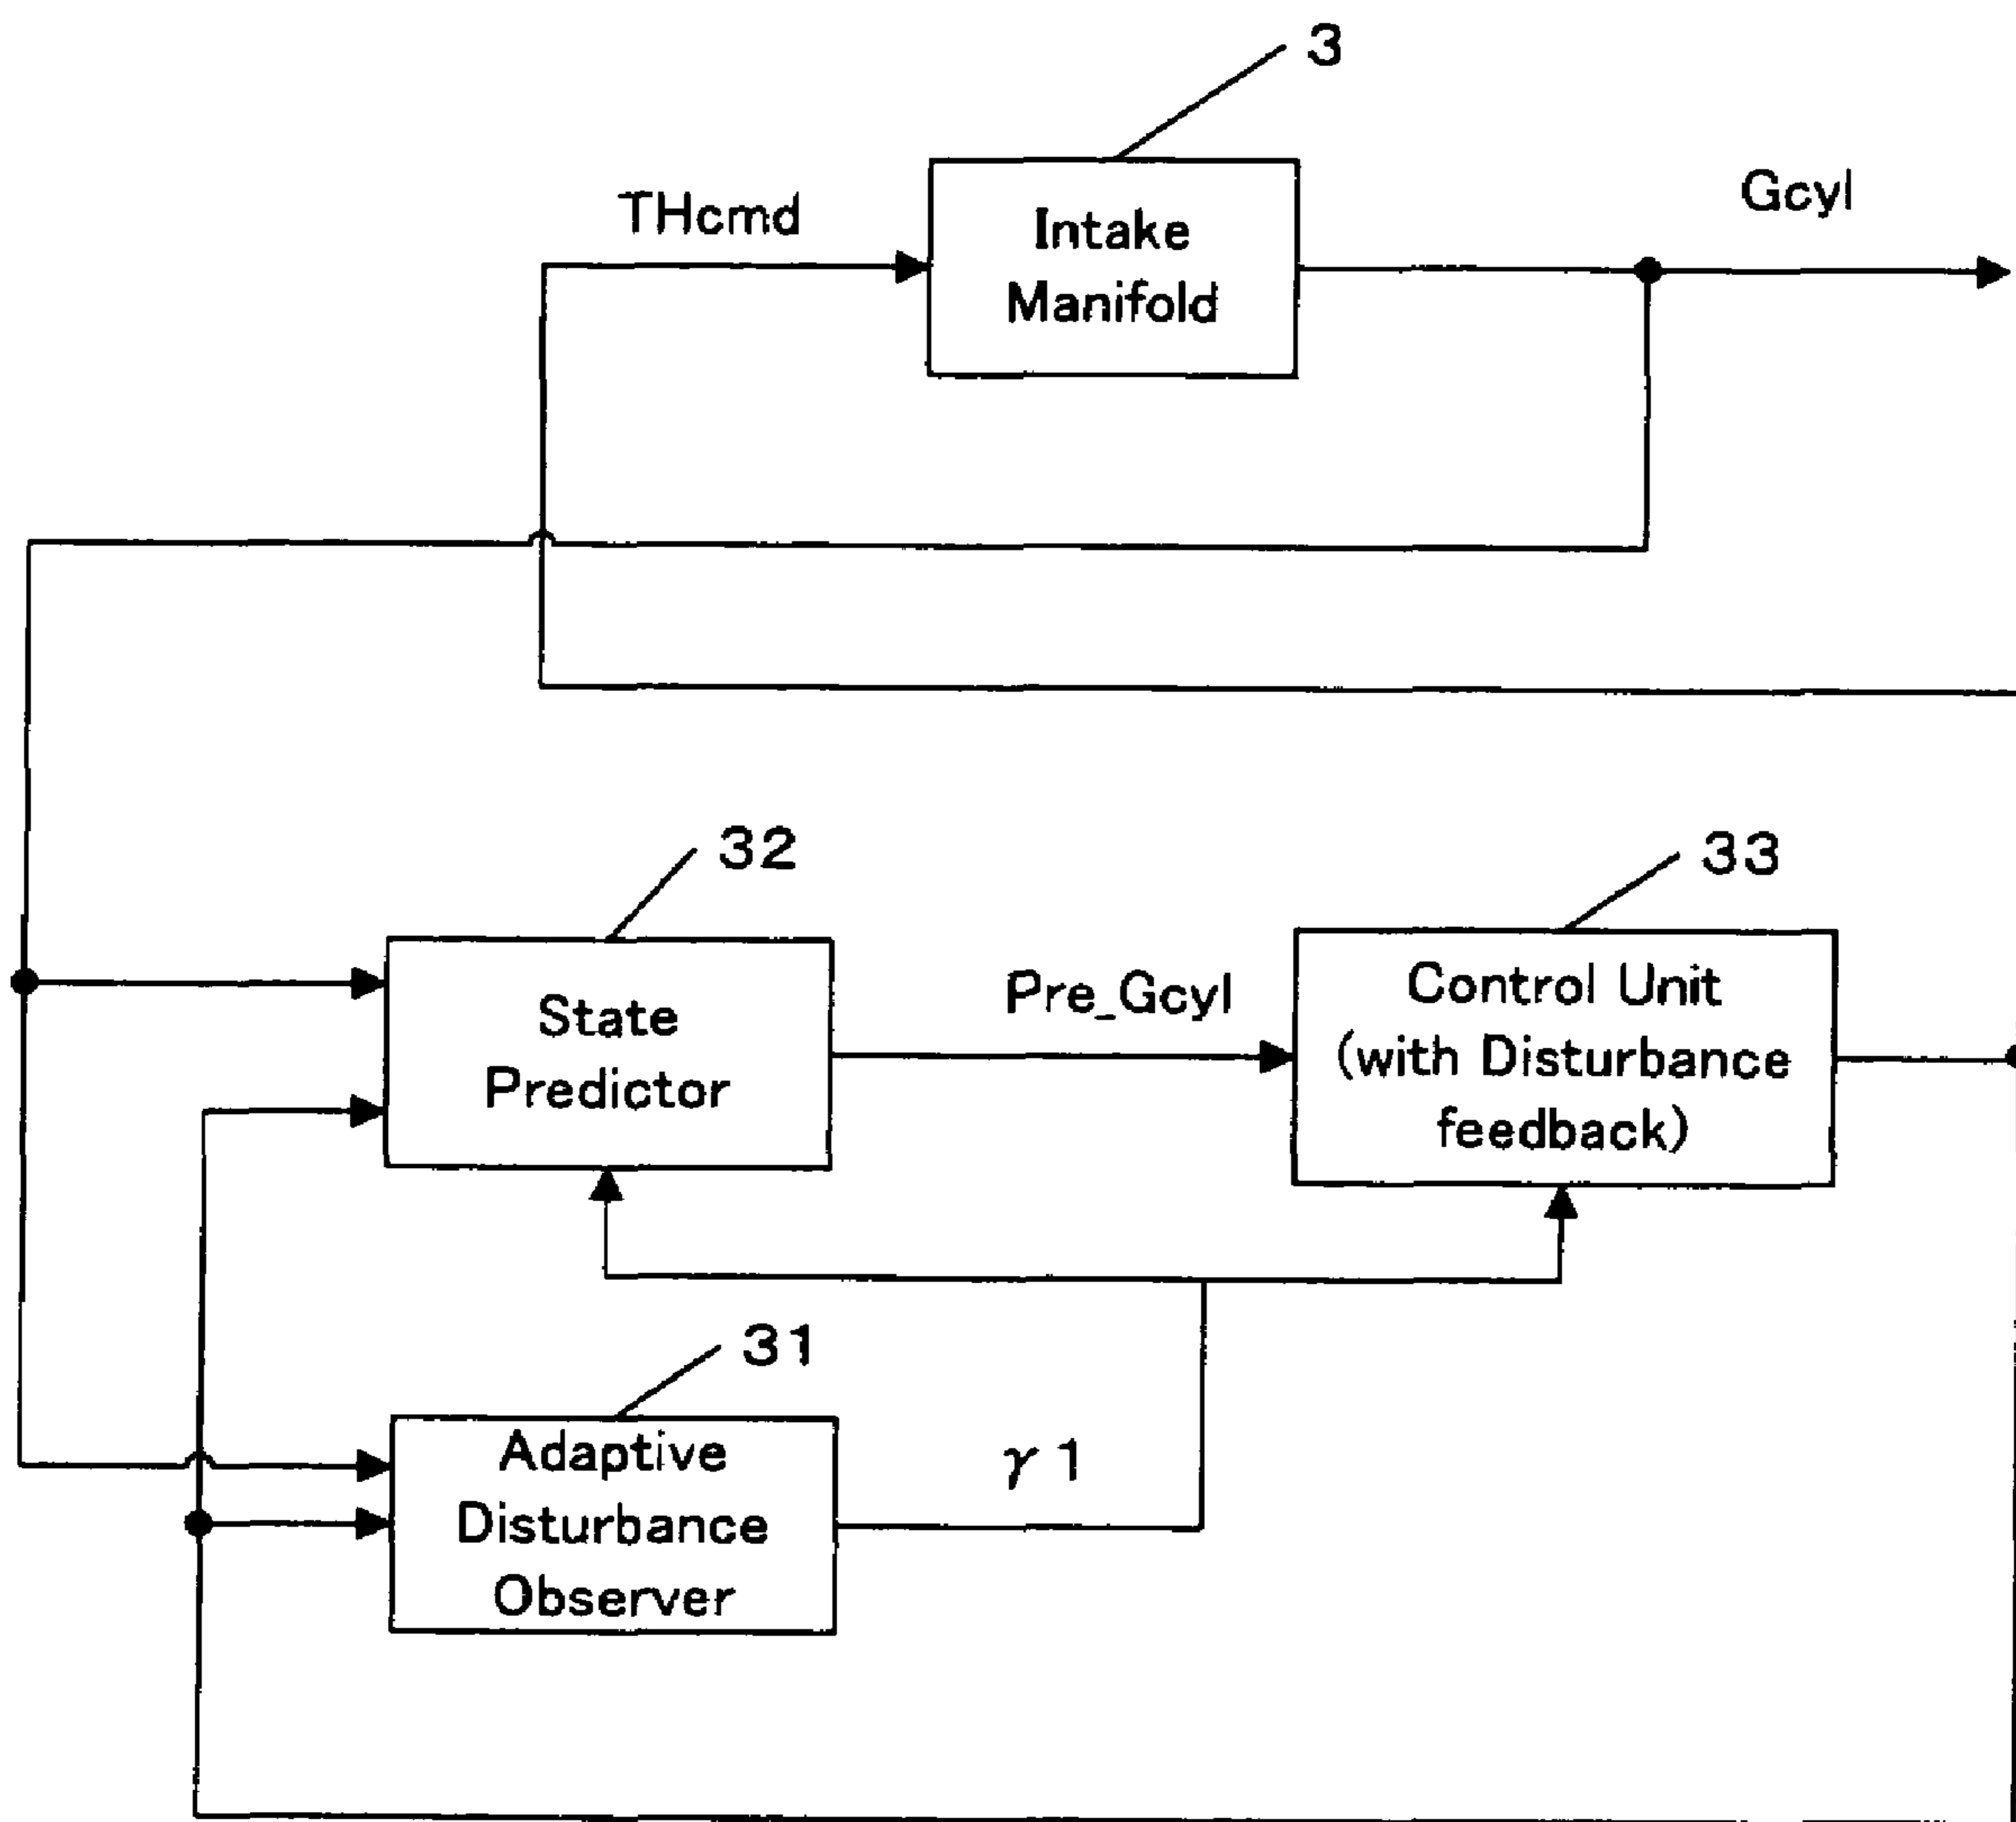 3
THcmd
Intake
Manifold
Gcyl
32
33
State
Predictor
Pre_Gcyl
Control Unit
(with Disturbance
feedback)
31
Adaptive
Disturbance
Observer
γ1